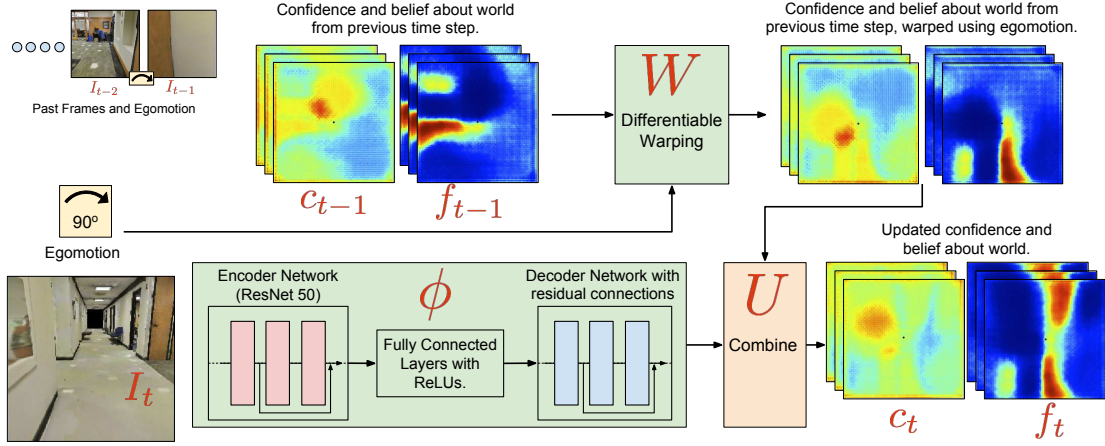 Confidence and belief about world
from previous time step.
Confidence and belief about world from
previous time step, warped using egomotion.
I_{t-2}
I_{t-1}
Past Frames and Egomotion
W
Differentiable
Warping
c_{t-1}
f_{t-1}
90º
Egomotion
Updated confidence and
belief about world.
Encoder Network
(ResNet 50)
ϕ
Decoder Network with
residual connections
Fully Connected
Layers with
ReLUs.
U
Combine
I_t
c_t
f_t